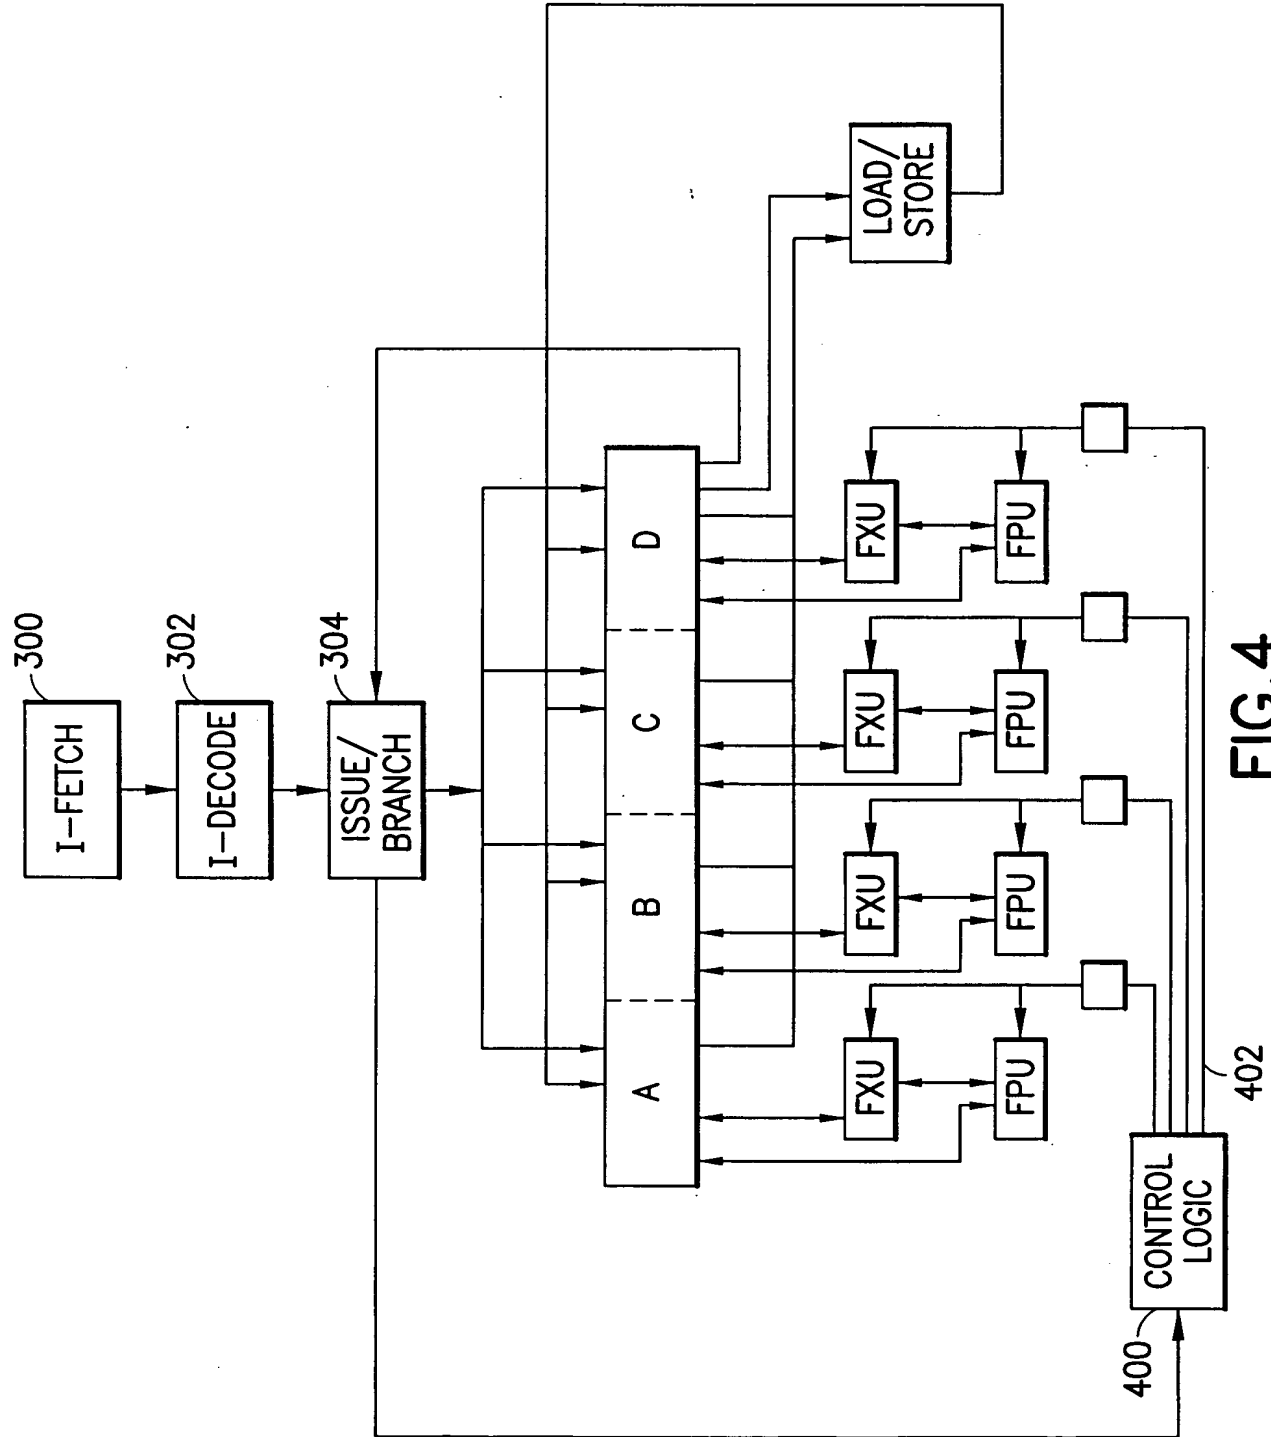 300
I-FETCH
302
I-DECODE
304
ISSUE/
BRANCH
A
B
C
D
LOAD/
STORE
FXU
FXU
FXU
FXU
FPU
FPU
FPU
FPU
400
CONTROL
LOGIC
402
FIG.4